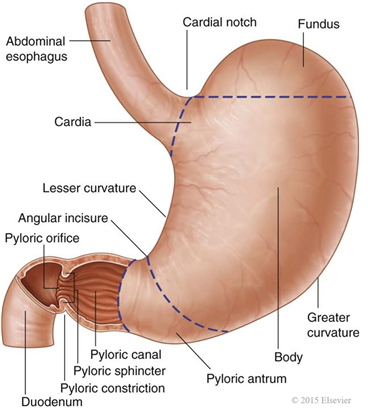 Cardial notch
Fundus
Abdominal
esophagus
Cardia
Lesser curvature
Angular incisure
Pyloric orifice
Greater
curvature
Body
Pyloric antrum
Pyloric canal
Pyloric sphincter
Pyloric constriction
Duodenum
© 2015 Elsevier